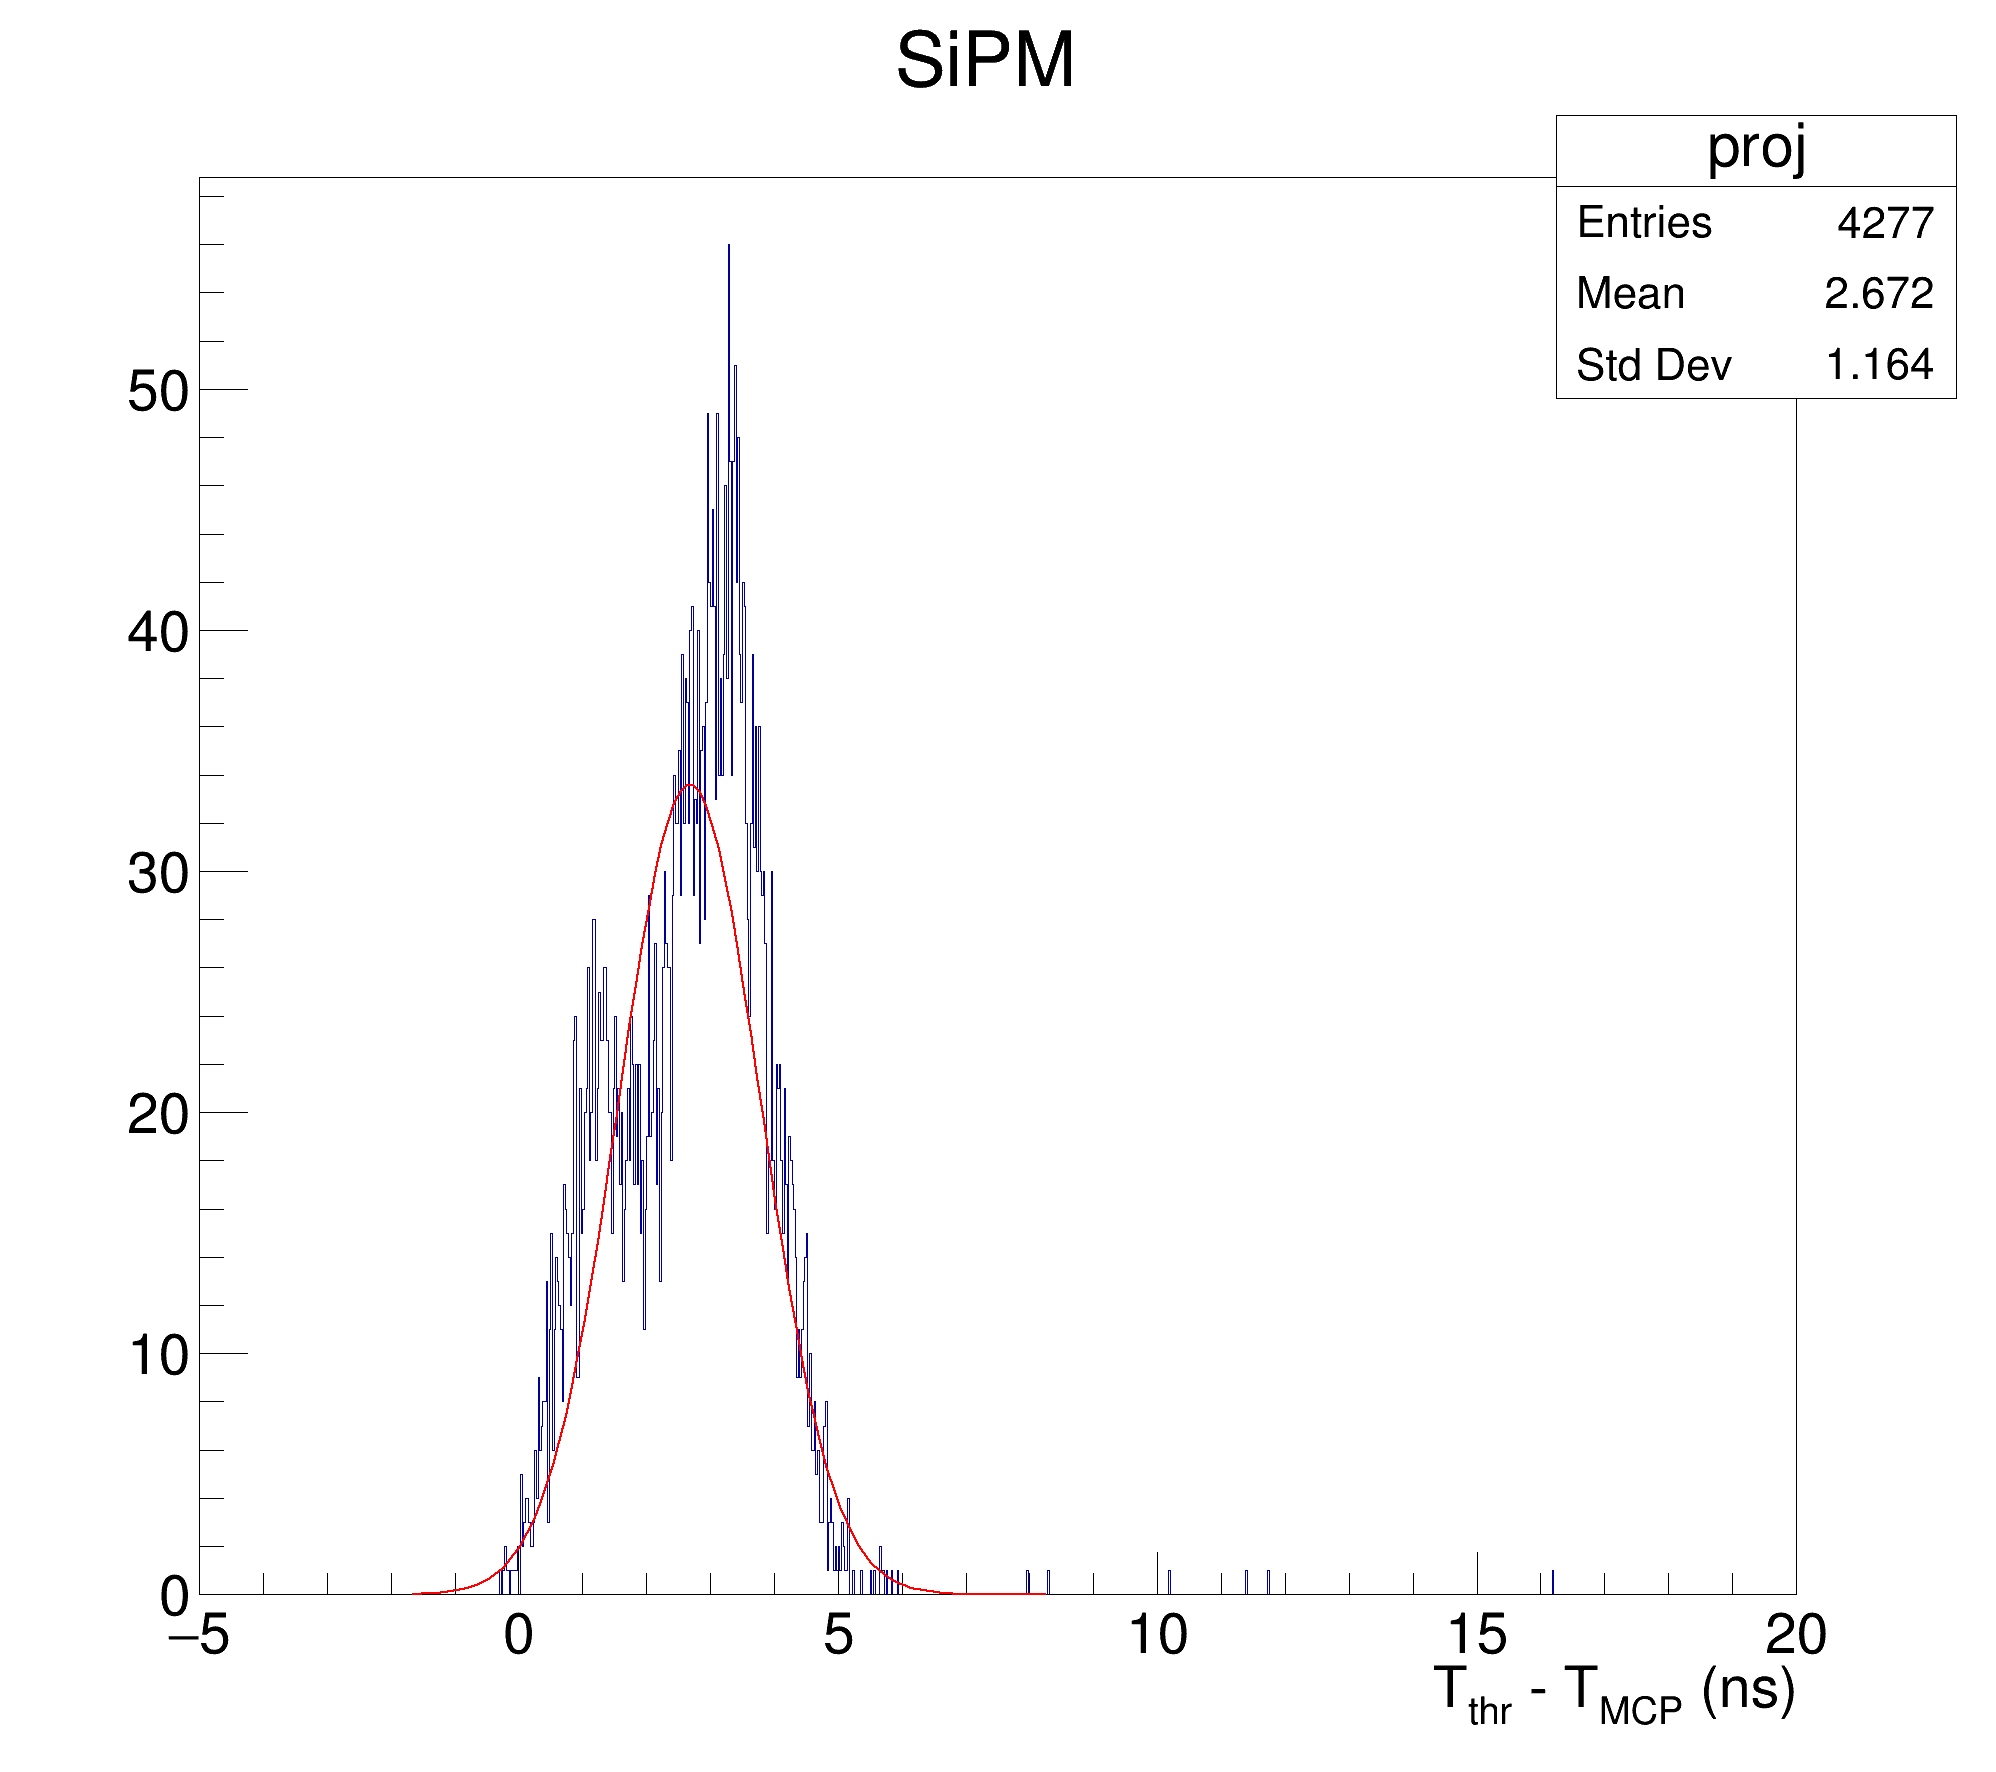 SiPM
proj
Entries 4277
Mean 2.672
Std Dev 1.164
50
40
30
20
10
0
−5 0 5 10 15 20
T_thr - T_MCP (ns)